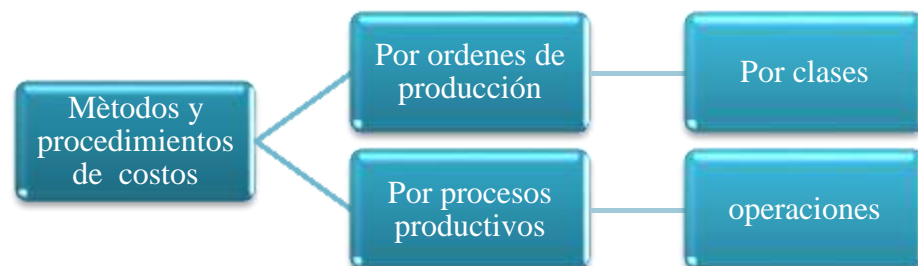 Mètodos y
procedimientos
de costos
Por ordenes de
producción
Por clases
Por procesos
productivos
operaciones